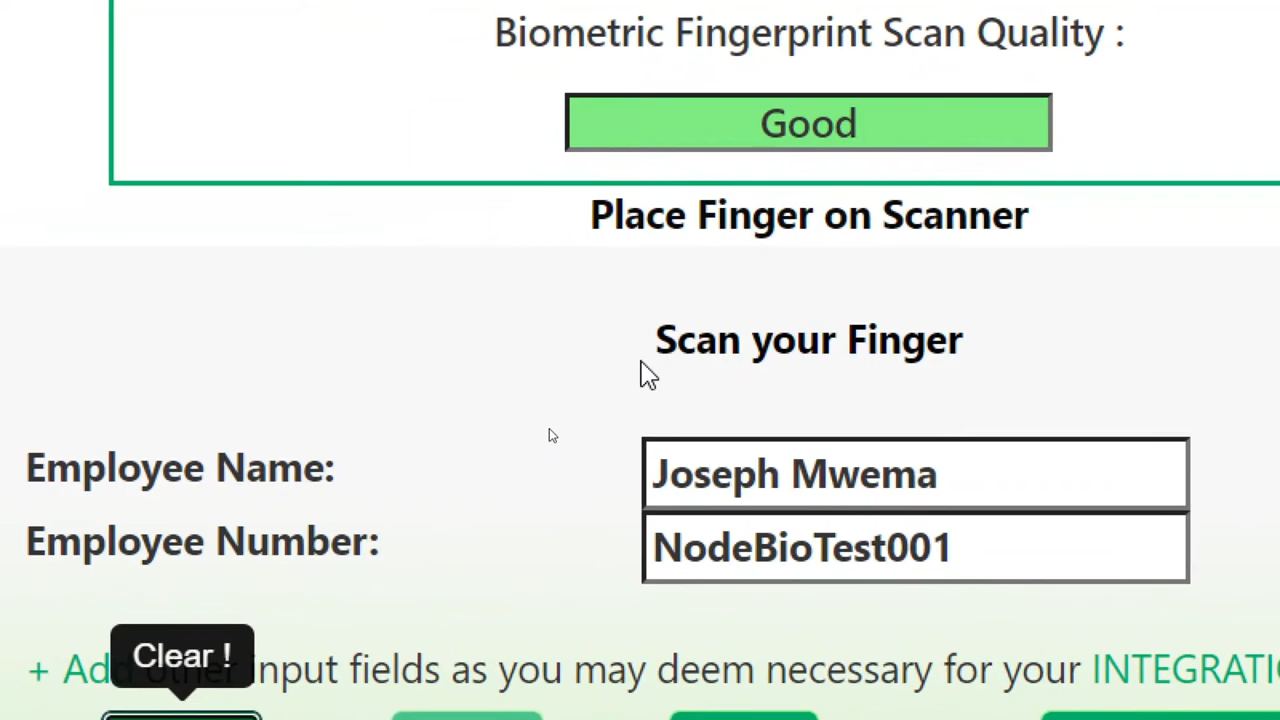 Biometric Fingerprint Scan Quality :
Good
Place Finger on Scanner
Scan your Finger
Employee Name: Joseph Mwema
Employee Number: NodeBioTest001
Clear !
+ Add other input fields as you may deem necessary for your INTEGRATIO